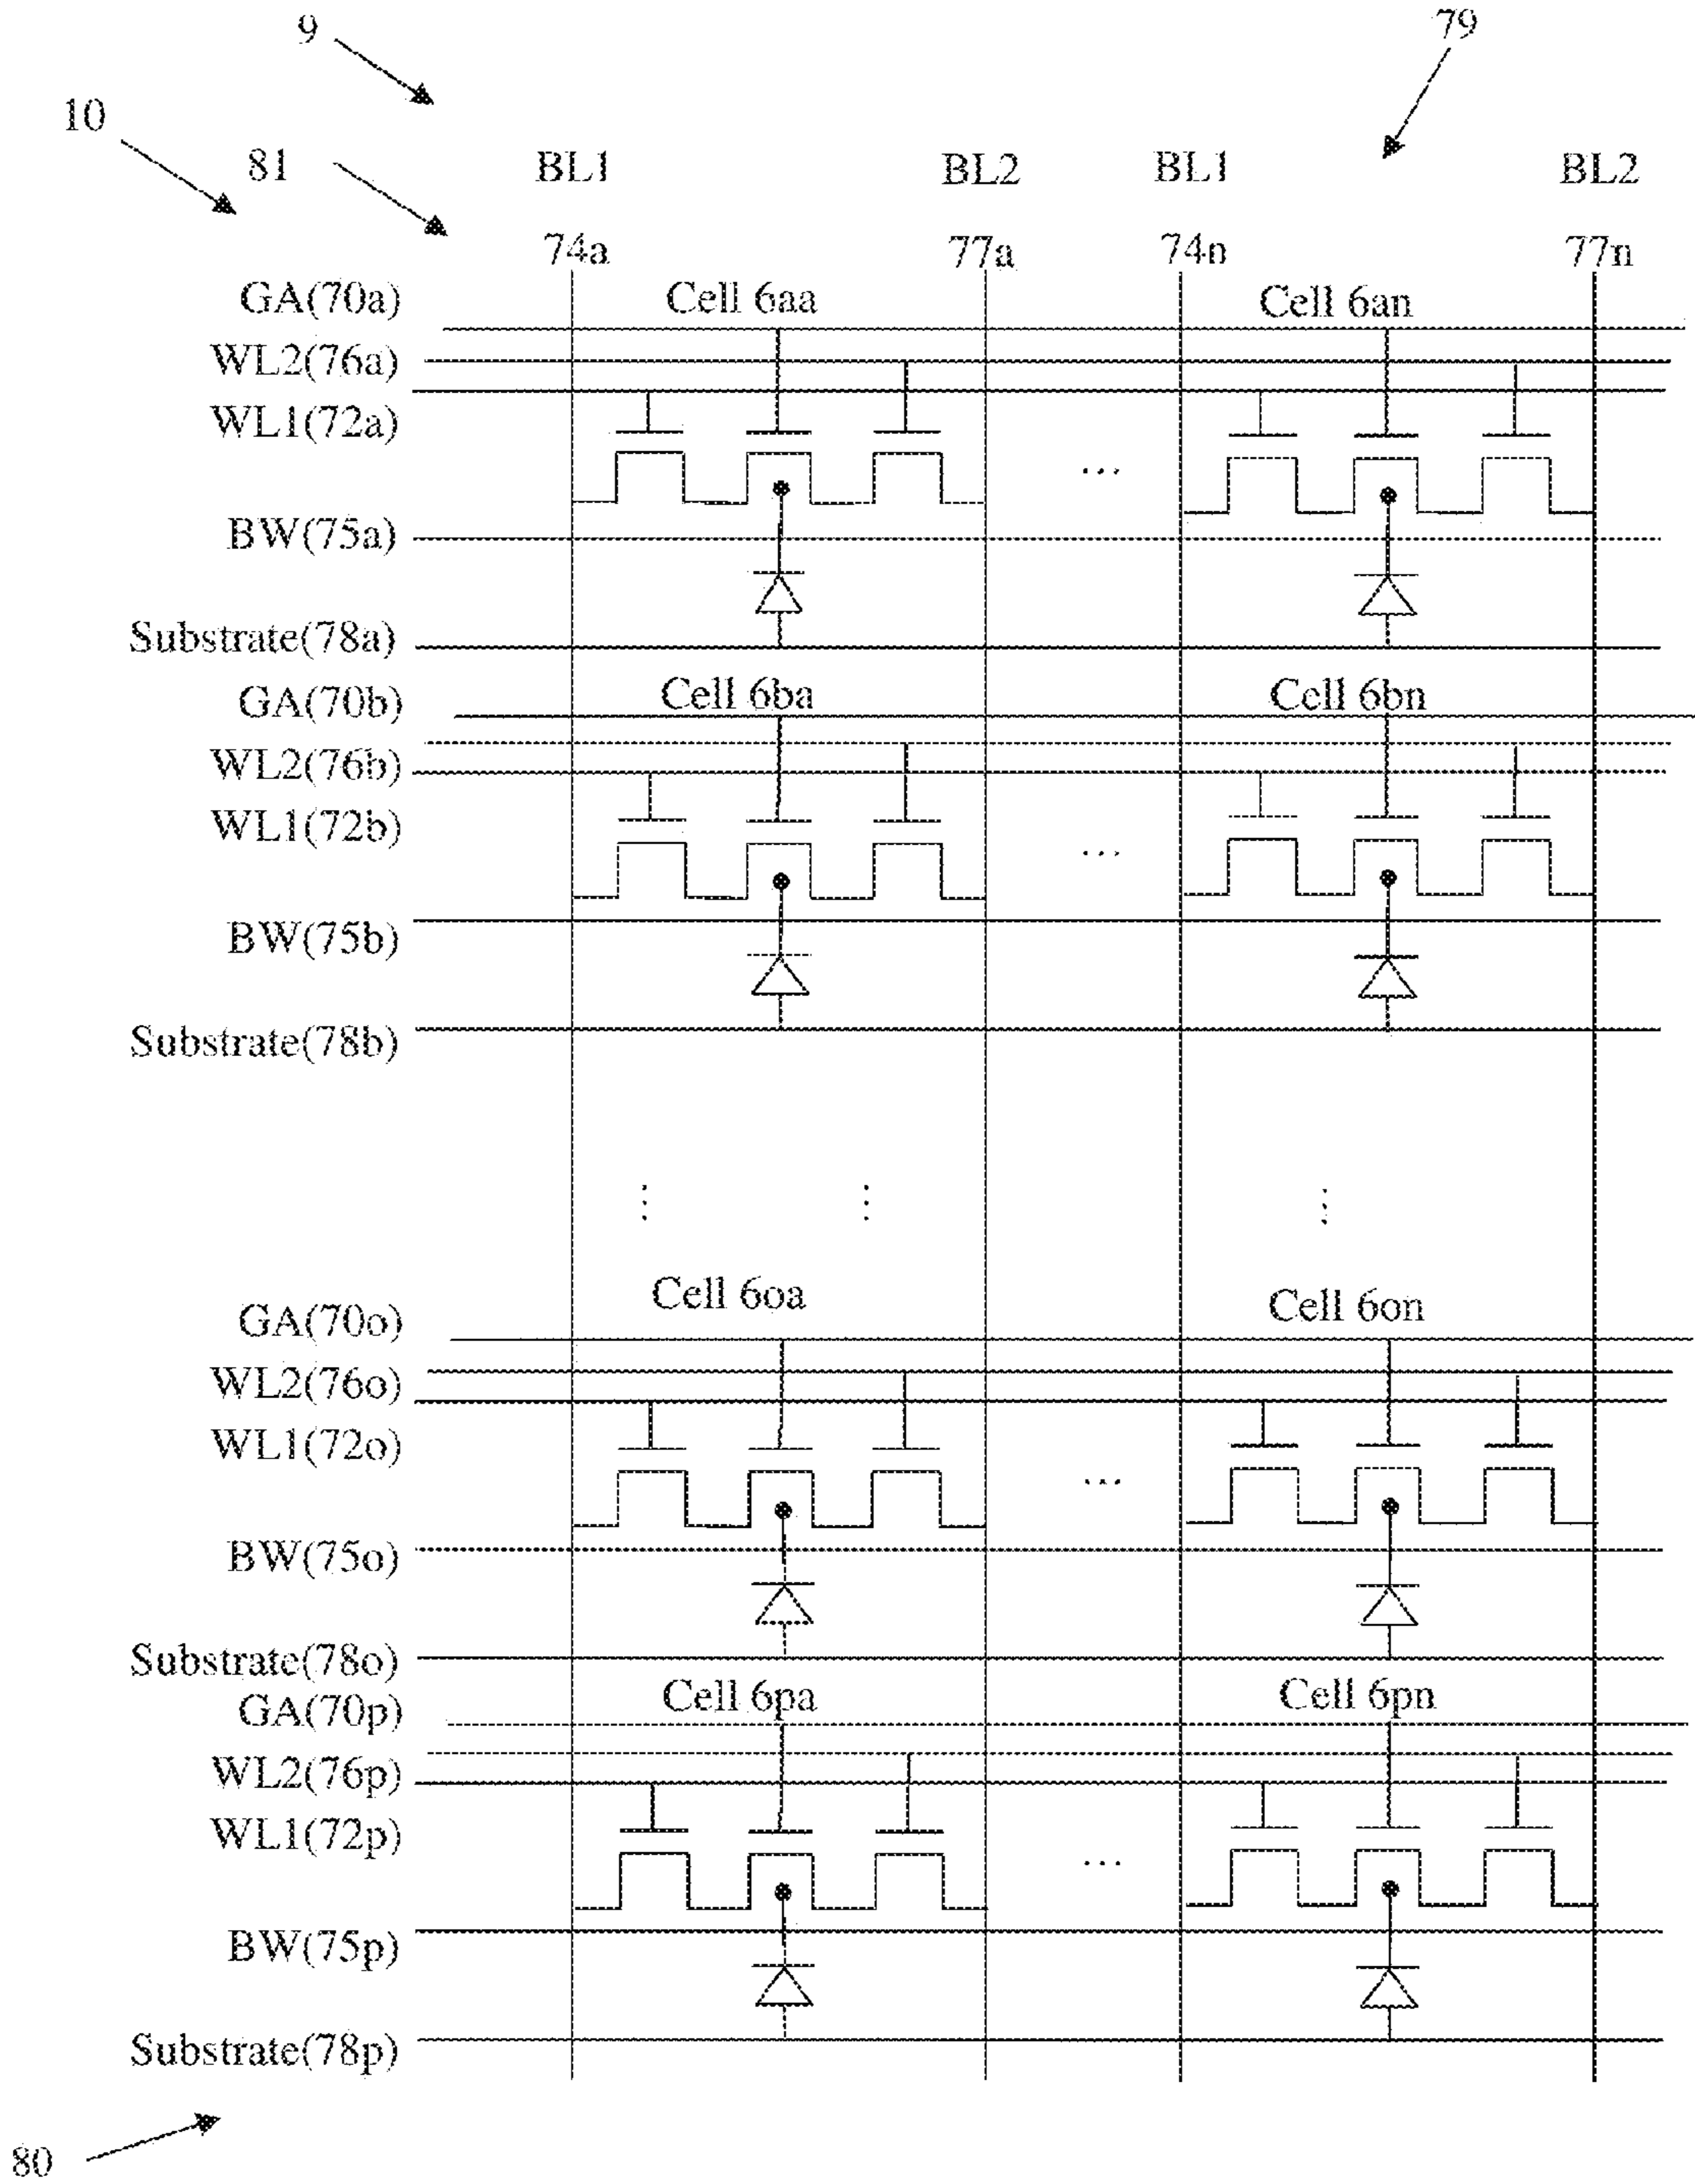 9
79
10
81
BL1 BL2 BL1 BL2
74a 77a 74n 77n
GA(70a) Cell 6aa Cell 6an
WL2(76a)
WL1(72a)
...
BW(75a)
Substrate(78a)
GA(70b) Cell 6ba Cell 6bn
WL2(76b)
WL1(72b)
...
BW(75b)
Substrate(78b)
Cell 6oa Cell 6on
GA(70o)
WL2(76o)
WL1(72o)
...
BW(75o)
Substrate(78o)
GA(70p) Cell 6pa Cell 6pn
WL2(76p)
WL1(72p)
...
BW(75p)
Substrate(78p)
80